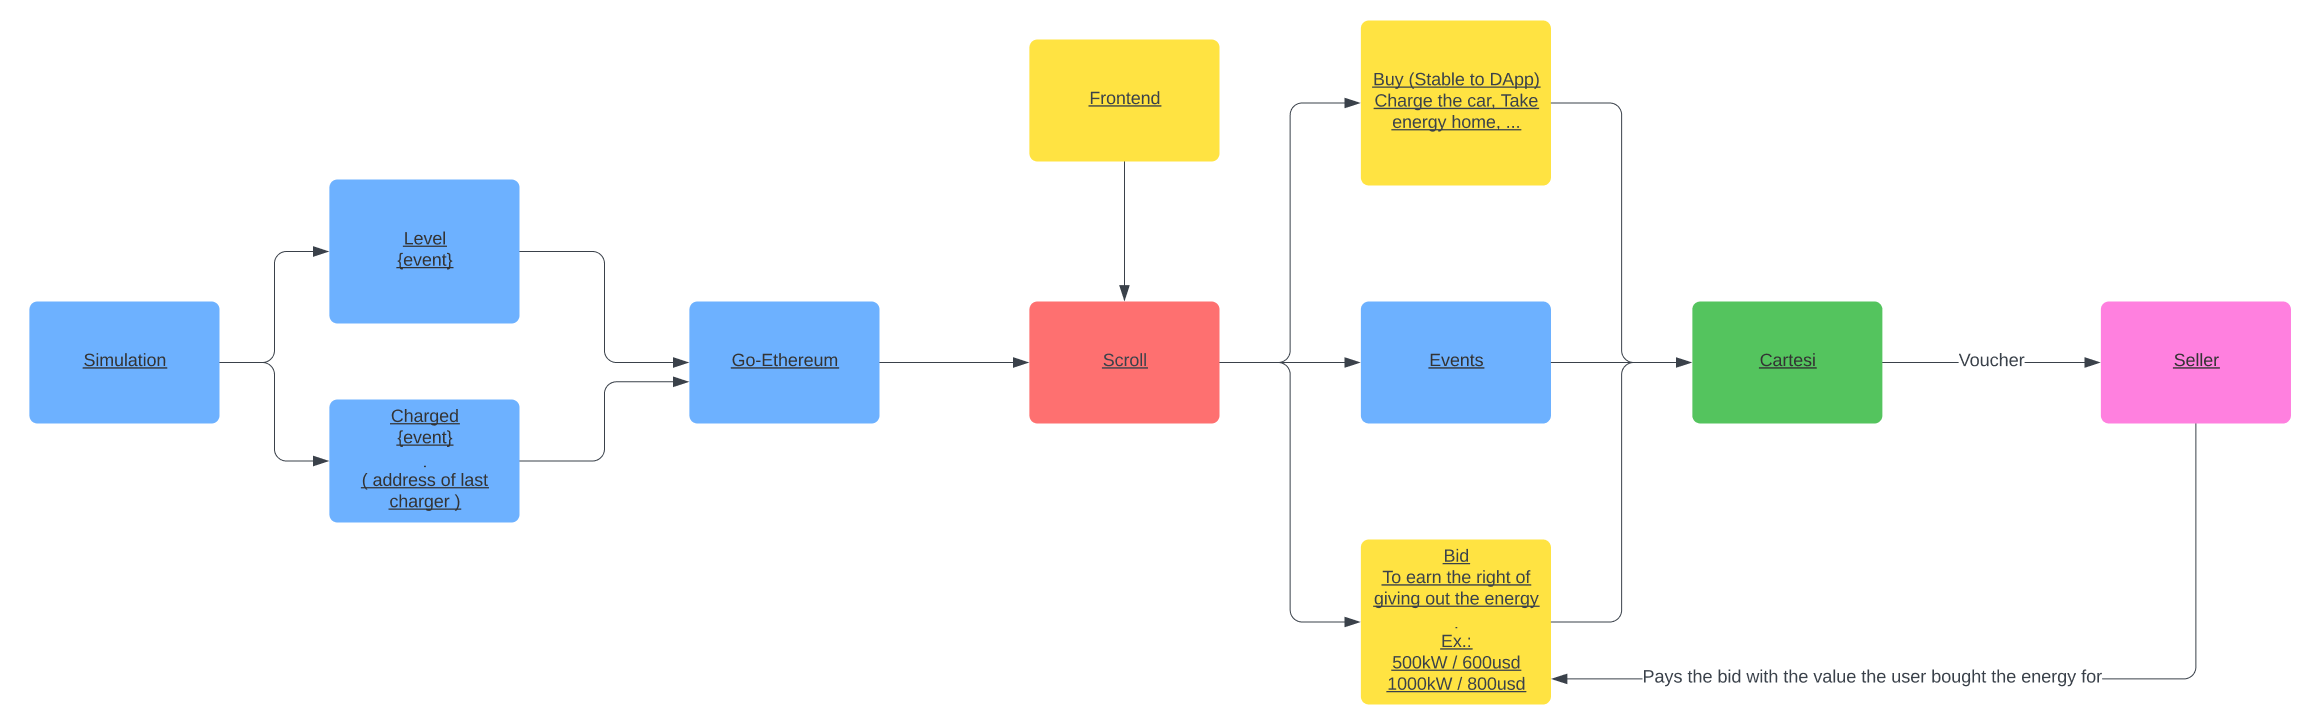 Simulation
Level
{event}
Charged
{event}
.
( address of last
charger )
Go-Ethereum
Frontend
Scroll
Buy (Stable to DApp)
Charge the car, Take
energy home, ...
Events
Bid
To earn the right of
giving out the energy
.
Ex.:
500kW / 600usd
1000kW / 800usd
Cartesi
Voucher
Seller
Pays the bid with the value the user bought the energy for